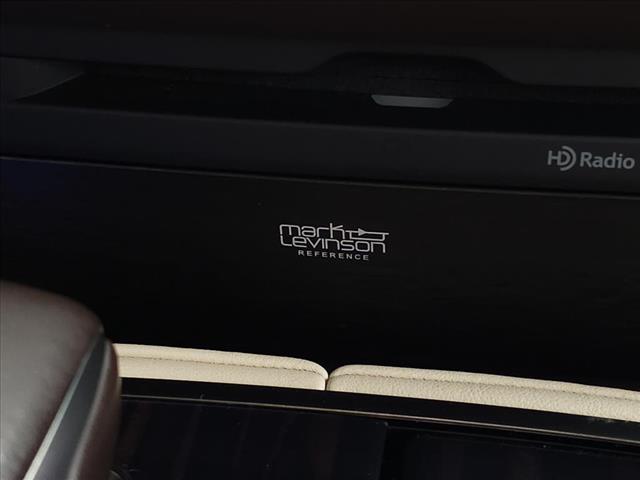 HD Radio
mark
Levinson
REFERENCE